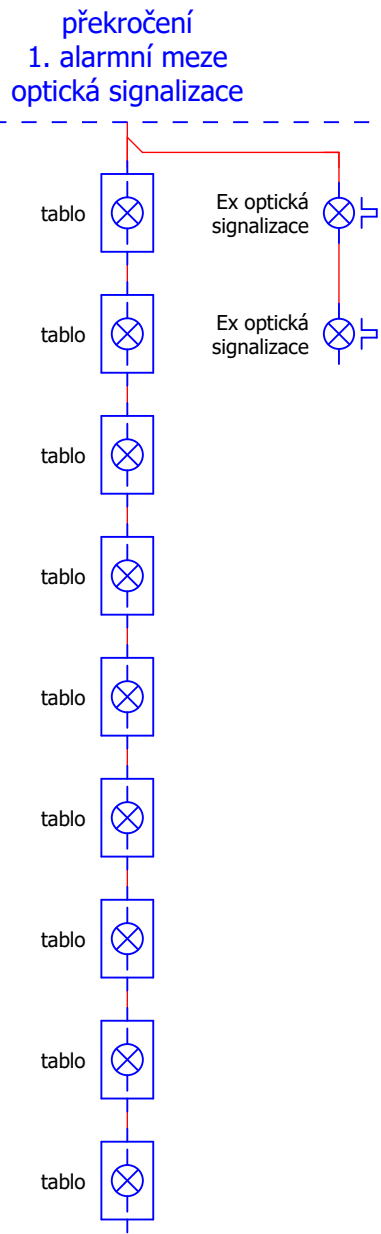 překročení
1. alarmní meze
optická signalizace
tablo
Ex optická
signalizace
tablo
Ex optická
signalizace
tablo
tablo
tablo
tablo
tablo
tablo
tablo